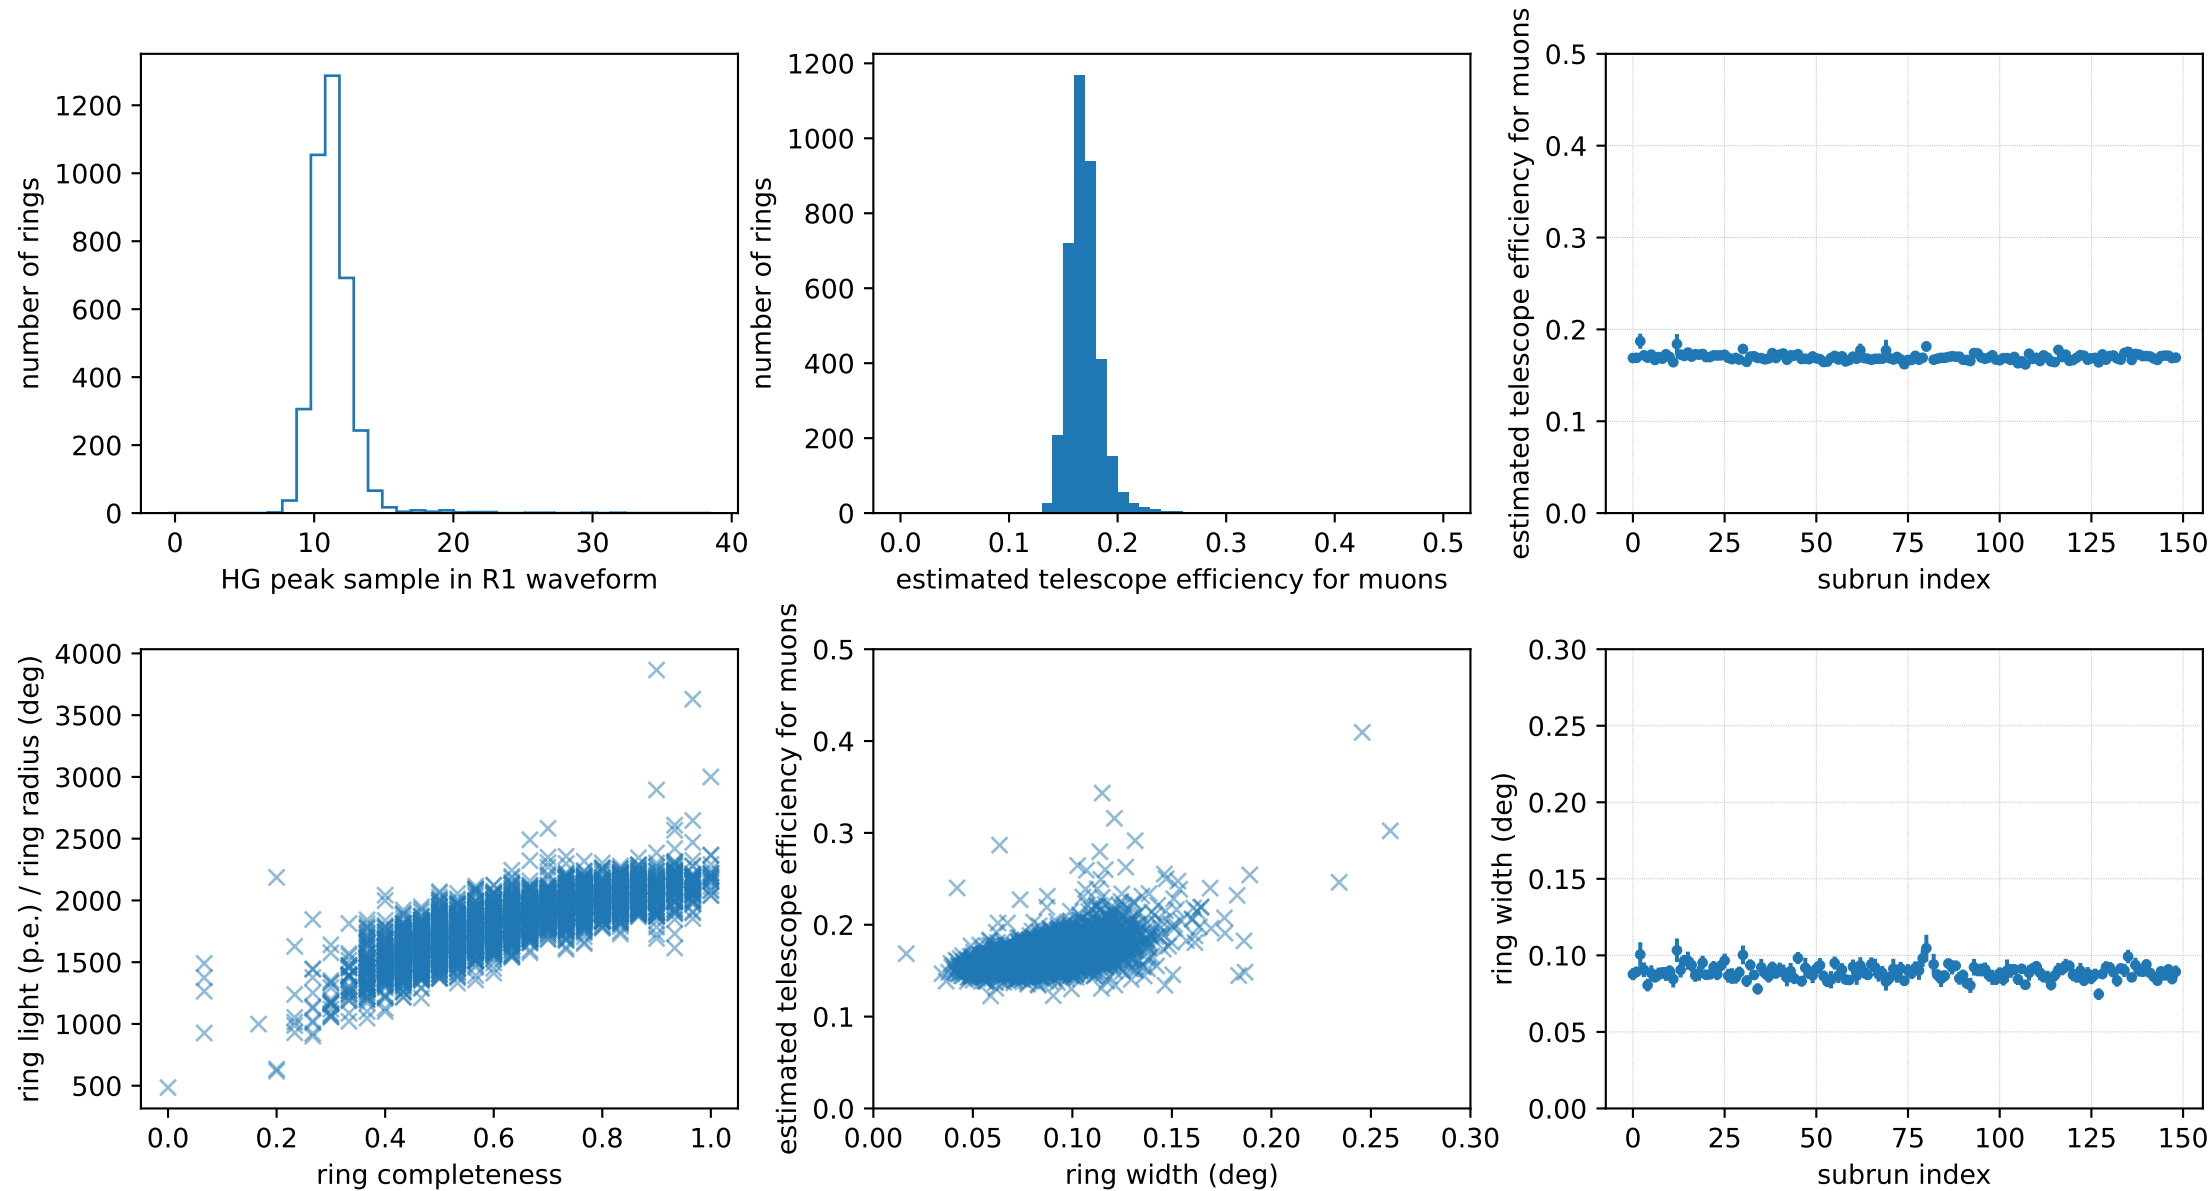 number of rings
1200
1000
800
600
400
200
0
0 10 20 30 40
HG peak sample in R1 waveform
number of rings
1200
1000
800
600
400
200
0
0.0 0.1 0.2 0.3 0.4 0.5
estimated telescope efficiency for muons
estimated telescope efficiency for muons
0.5
0.4
0.3
0.2
0.1
0.0
0 25 50 75 100 125 150
subrun index
ring light (p.e.) / ring radius (deg)
4000
3500
3000
2500
2000
1500
1000
500
0.0 0.2 0.4 0.6 0.8 1.0
ring completeness
estimated telescope efficiency for muons
0.5
0.4
0.3
0.2
0.1
0.0
0.00 0.05 0.10 0.15 0.20 0.25 0.30
ring width (deg)
ring width (deg)
0.30
0.25
0.20
0.15
0.10
0.05
0.00
0 25 50 75 100 125 150
subrun index